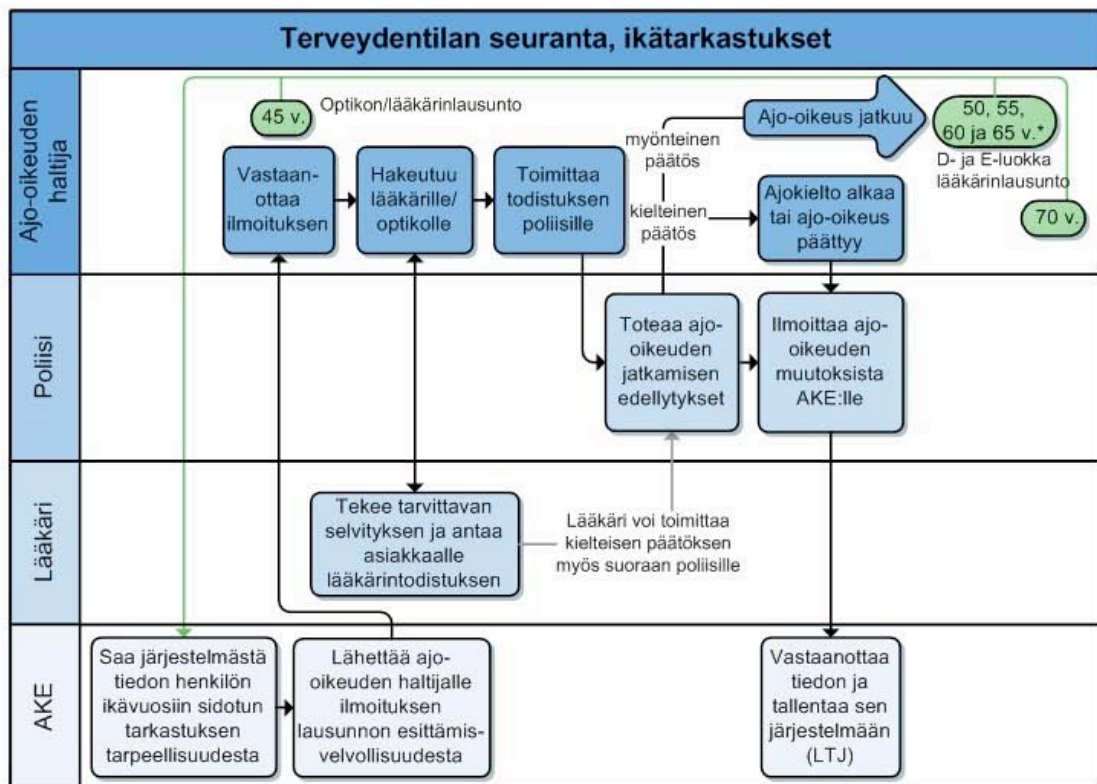 Terveydentilan seuranta, ikätarkastukset
Ajo-oikeuden
haltija
45 v.
Optikon/lääkärinlausunto
Vastaan-
ottaa
ilmoituksen
Hakeutuu
lääkärille/
optikolle
Toimittaa
todistuksen
poliisille
myönteinen
päätös
kielteinen
päätös
Ajo-oikeus jatkuu
50, 55,
60 ja 65 v.*
D- ja E-luokka
lääkärinlausunto
70 v.
Ajokielto alkaa
tai ajo-oikeus
päättyy
Poliisi
Toteaa ajo-
oikeuden
jatkamisen
edellytykset
Ilmoittaa ajo-
oikeuden
muutoksista
AKE:lle
Lääkäri
Tekee tarvittavan
selvityksen ja antaa
asiakkaalle
lääkärintodistuksen
Lääkäri voi toimittaa
kielteisen päätöksen
myös suoraan poliisille
AKE
Saa järjestelmästä
tiedon henkilön
ikävuosiin sidotun
tarkastuksen
tarpeellisuudesta
Lähettää ajo-
oikeuden haltijalle
ilmoituksen
lausunnon esittämis-
velvollisuudesta
Vastaanottaa
tiedon ja
tallentaa sen
järjestelmään
(LTJ)